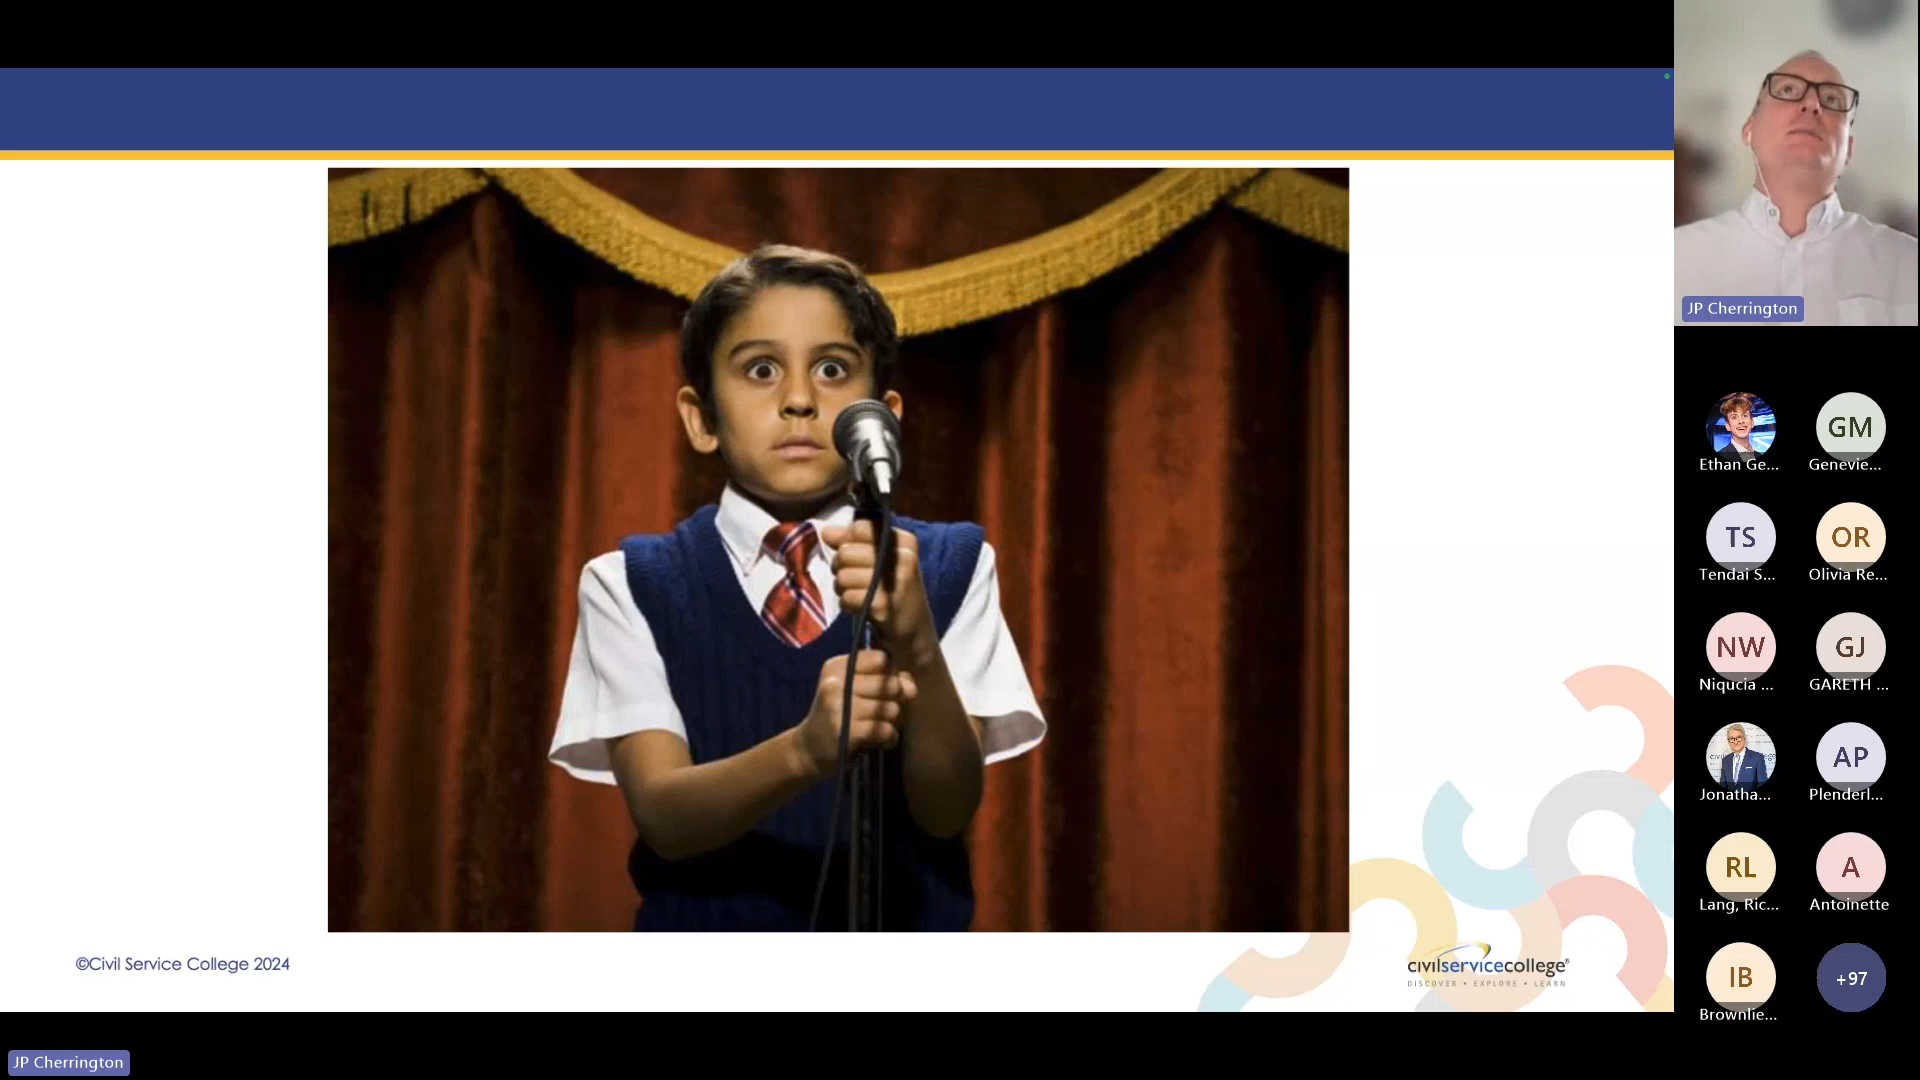 JP Cherrington
Ethan Ge...
GM
Genevie...
TS
Tendai S...
OR
Olivia Re...
NW
Niqucia ...
GJ
GARETH ...
Jonatha...
AP
Plenderl...
RL
Lang, Ric...
A
Antoinette
IB
Brownlie...
+97
©Civil Service College 2024
civilservicecollege®
DISCOVER • EXPLORE • LEARN
JP Cherrington